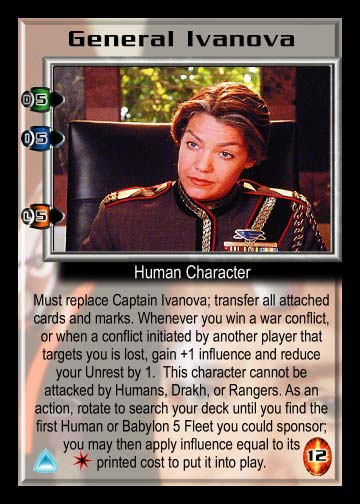 General Ivanova
D 5
I 5
L 5
Human Character
Must replace Captain Ivanova; transfer all attached
cards and marks. Whenever you win a war conflict,
or when a conflict initiated by another player that
targets you is lost, gain +1 influence and reduce
your Unrest by 1. This character cannot be
attacked by Humans, Drakh, or Rangers. As an
action, rotate to search your deck until you find the
first Human or Babylon 5 Fleet you could sponsor;
you may then apply influence equal to its
printed cost to put it into play.
12